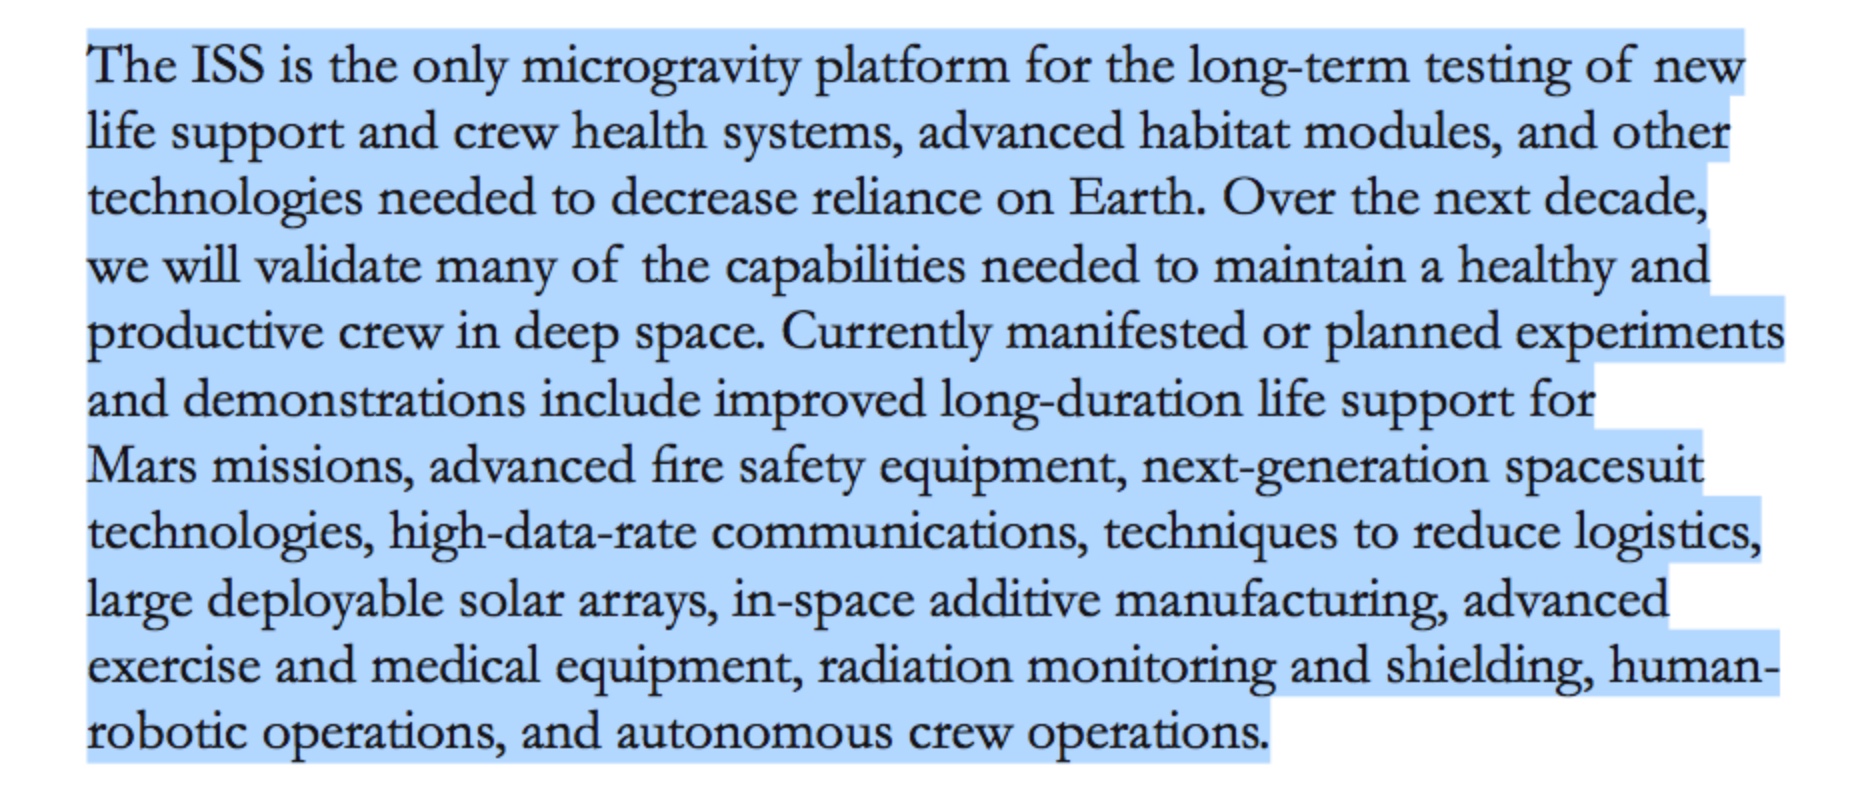 The ISS is the only microgravity platform for the long-term testing of new
life support and crew health systems, advanced habitat modules, and other
technologies needed to decrease reliance on Earth. Over the next decade,
we will validate many of the capabilities needed to maintain a healthy and
productive crew in deep space. Currently manifested or planned experiments
and demonstrations include improved long-duration life support for
Mars missions, advanced fire safety equipment, next-generation spacesuit
technologies, high-data-rate communications, techniques to reduce logistics,
large deployable solar arrays, in-space additive manufacturing, advanced
exercise and medical equipment, radiation monitoring and shielding, human-
robotic operations, and autonomous crew operations.